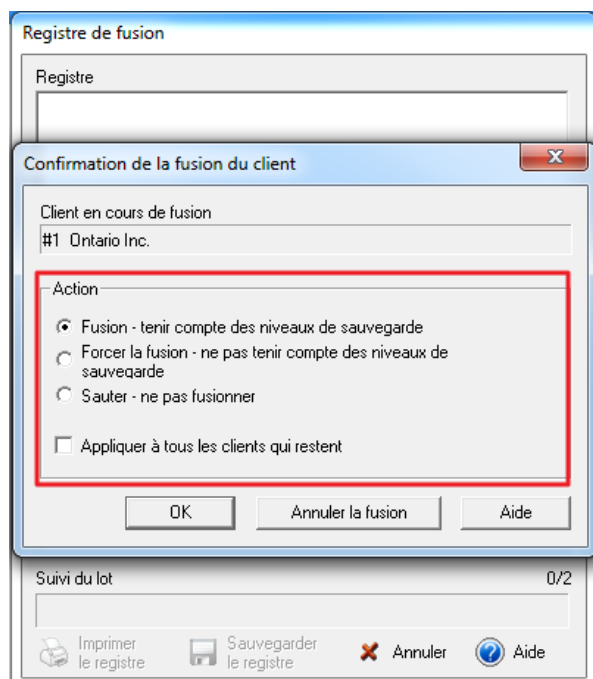 Registre de fusion
Registre
Confirmation de la fusion du client
Client en cours de fusion
#1 Ontario Inc.
Action
Fusion - tenir compte des niveaux de sauvegarde
Forcer la fusion - ne pas tenir compte des niveaux de
sauvegarde
Sauter - ne pas fusionner
Appliquer à tous les clients qui restent
OK Annuler la fusion Aide
Suivi du lot 0/2
Imprimer
le registre
Sauvegarder
le registre
Annuler
Aide